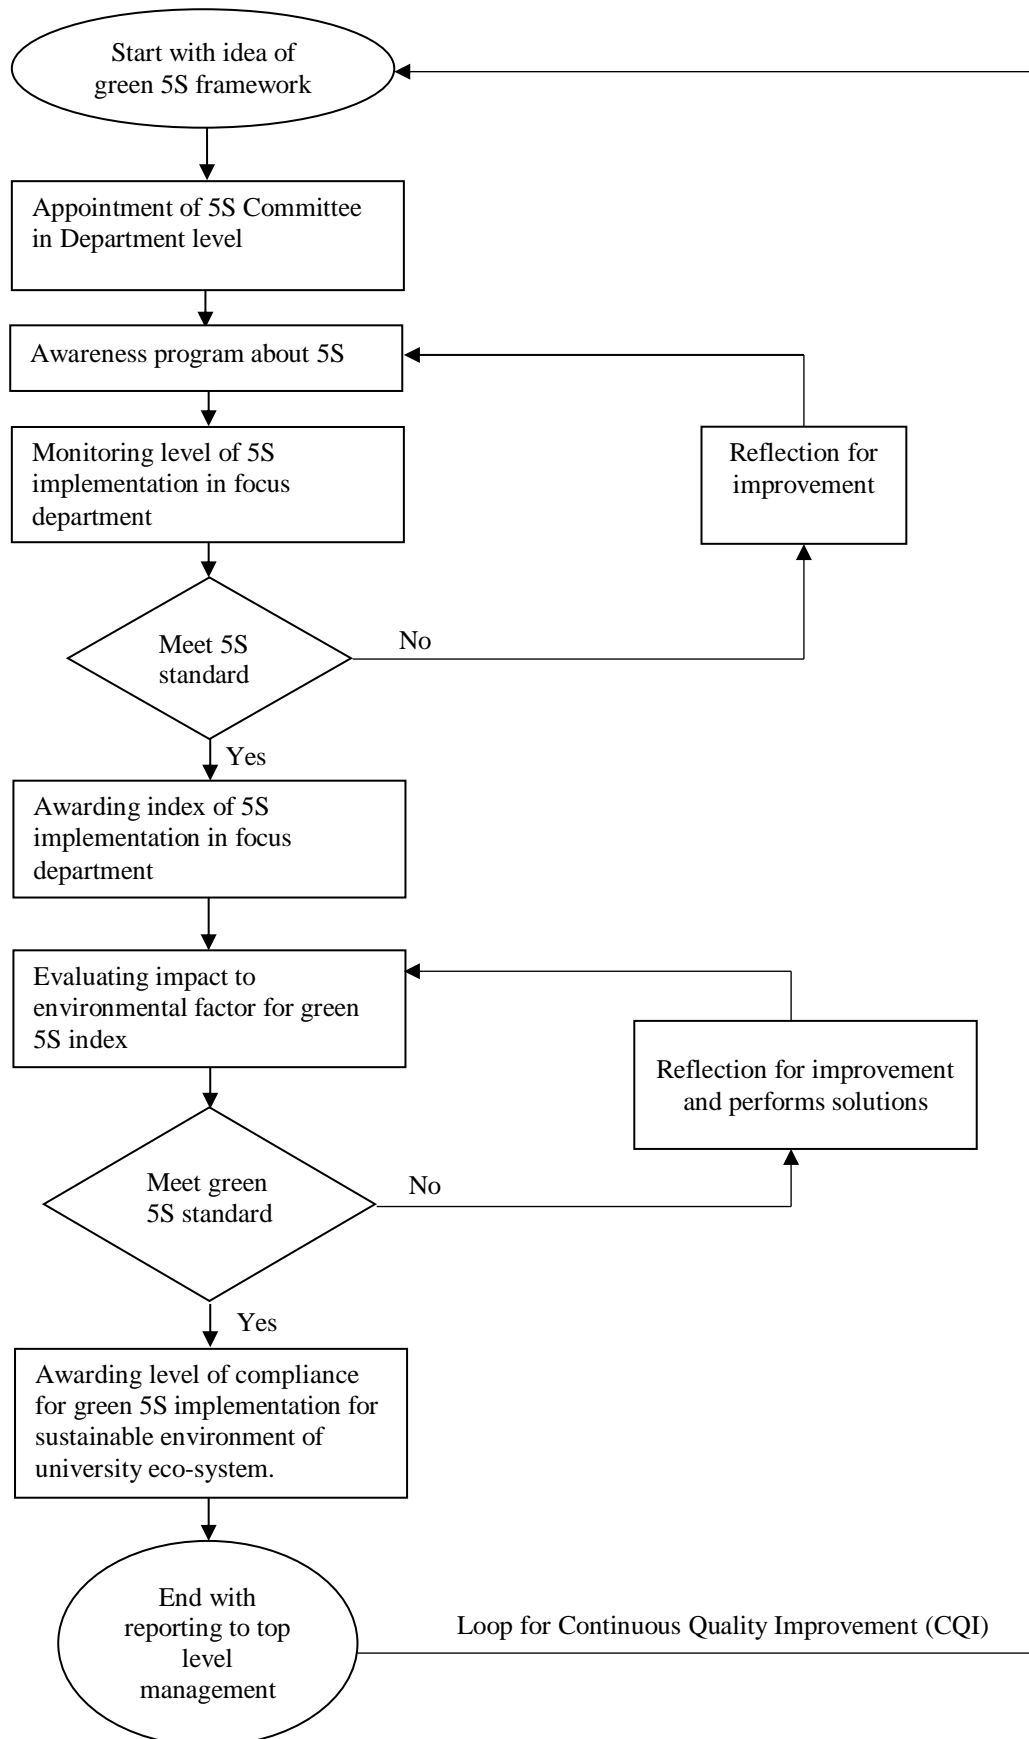 Start with idea of
green 5S framework
Appointment of 5S Committee
in Department level
Awareness program about 5S
Monitoring level of 5S
implementation in focus
department
Reflection for
improvement
Meet 5S
standard
No
Yes
Awarding index of 5S
implementation in focus
department
Evaluating impact to
environmental factor for green
5S index
Reflection for improvement
and performs solutions
Meet green
5S standard
No
Yes
Awarding level of compliance
for green 5S implementation for
sustainable environment of
university eco-system.
End with
reporting to top
level
management
Loop for Continuous Quality Improvement (CQI)